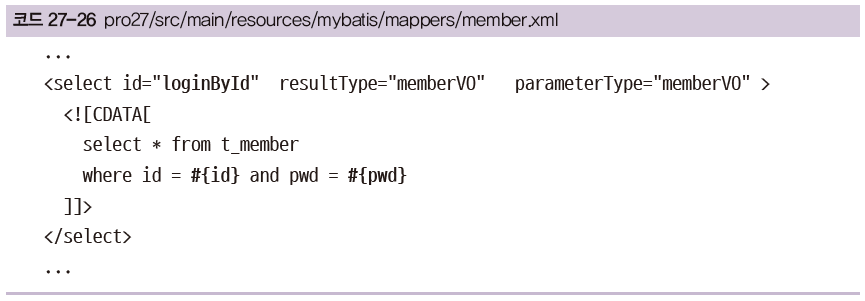 코드 27-26 pro27/src/main/resources/mybatis/mappers/member.xml
...
<select id="loginById"  resultType="memberVO"   parameterType="memberVO" >
<![CDATA[
select * from t_member
where id = #{id} and pwd = #{pwd}
]]>
</select>
...